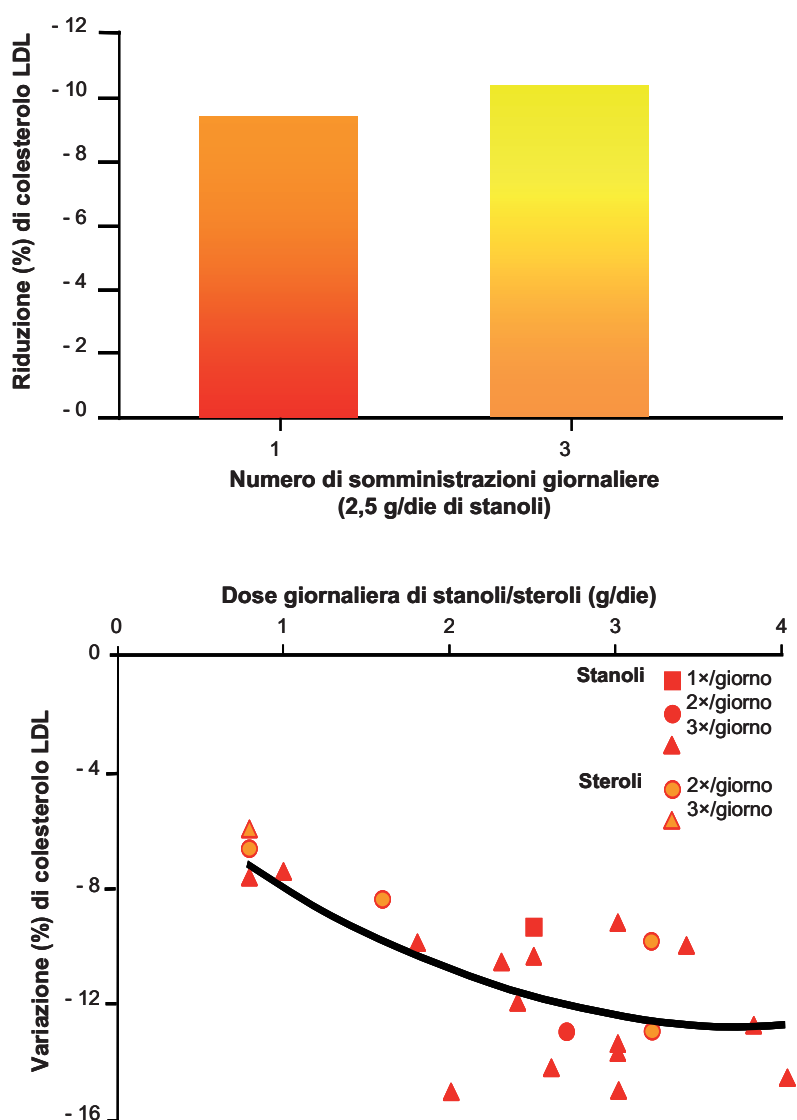 Riduzione (%) di colesterolo LDL
- 12
- 10
- 8
- 6
- 4
- 2
- 0
1
3
Numero di somministrazioni giornaliere
(2,5 g/die di stanoli)
Dose giornaliera di stanoli/steroli (g/die)
0
1
2
3
4
Variazione (%) di colesterolo LDL
0
- 4
- 8
- 12
- 16
Stanoli
1×/giorno
2×/giorno
3×/giorno
Steroli
2×/giorno
3×/giorno